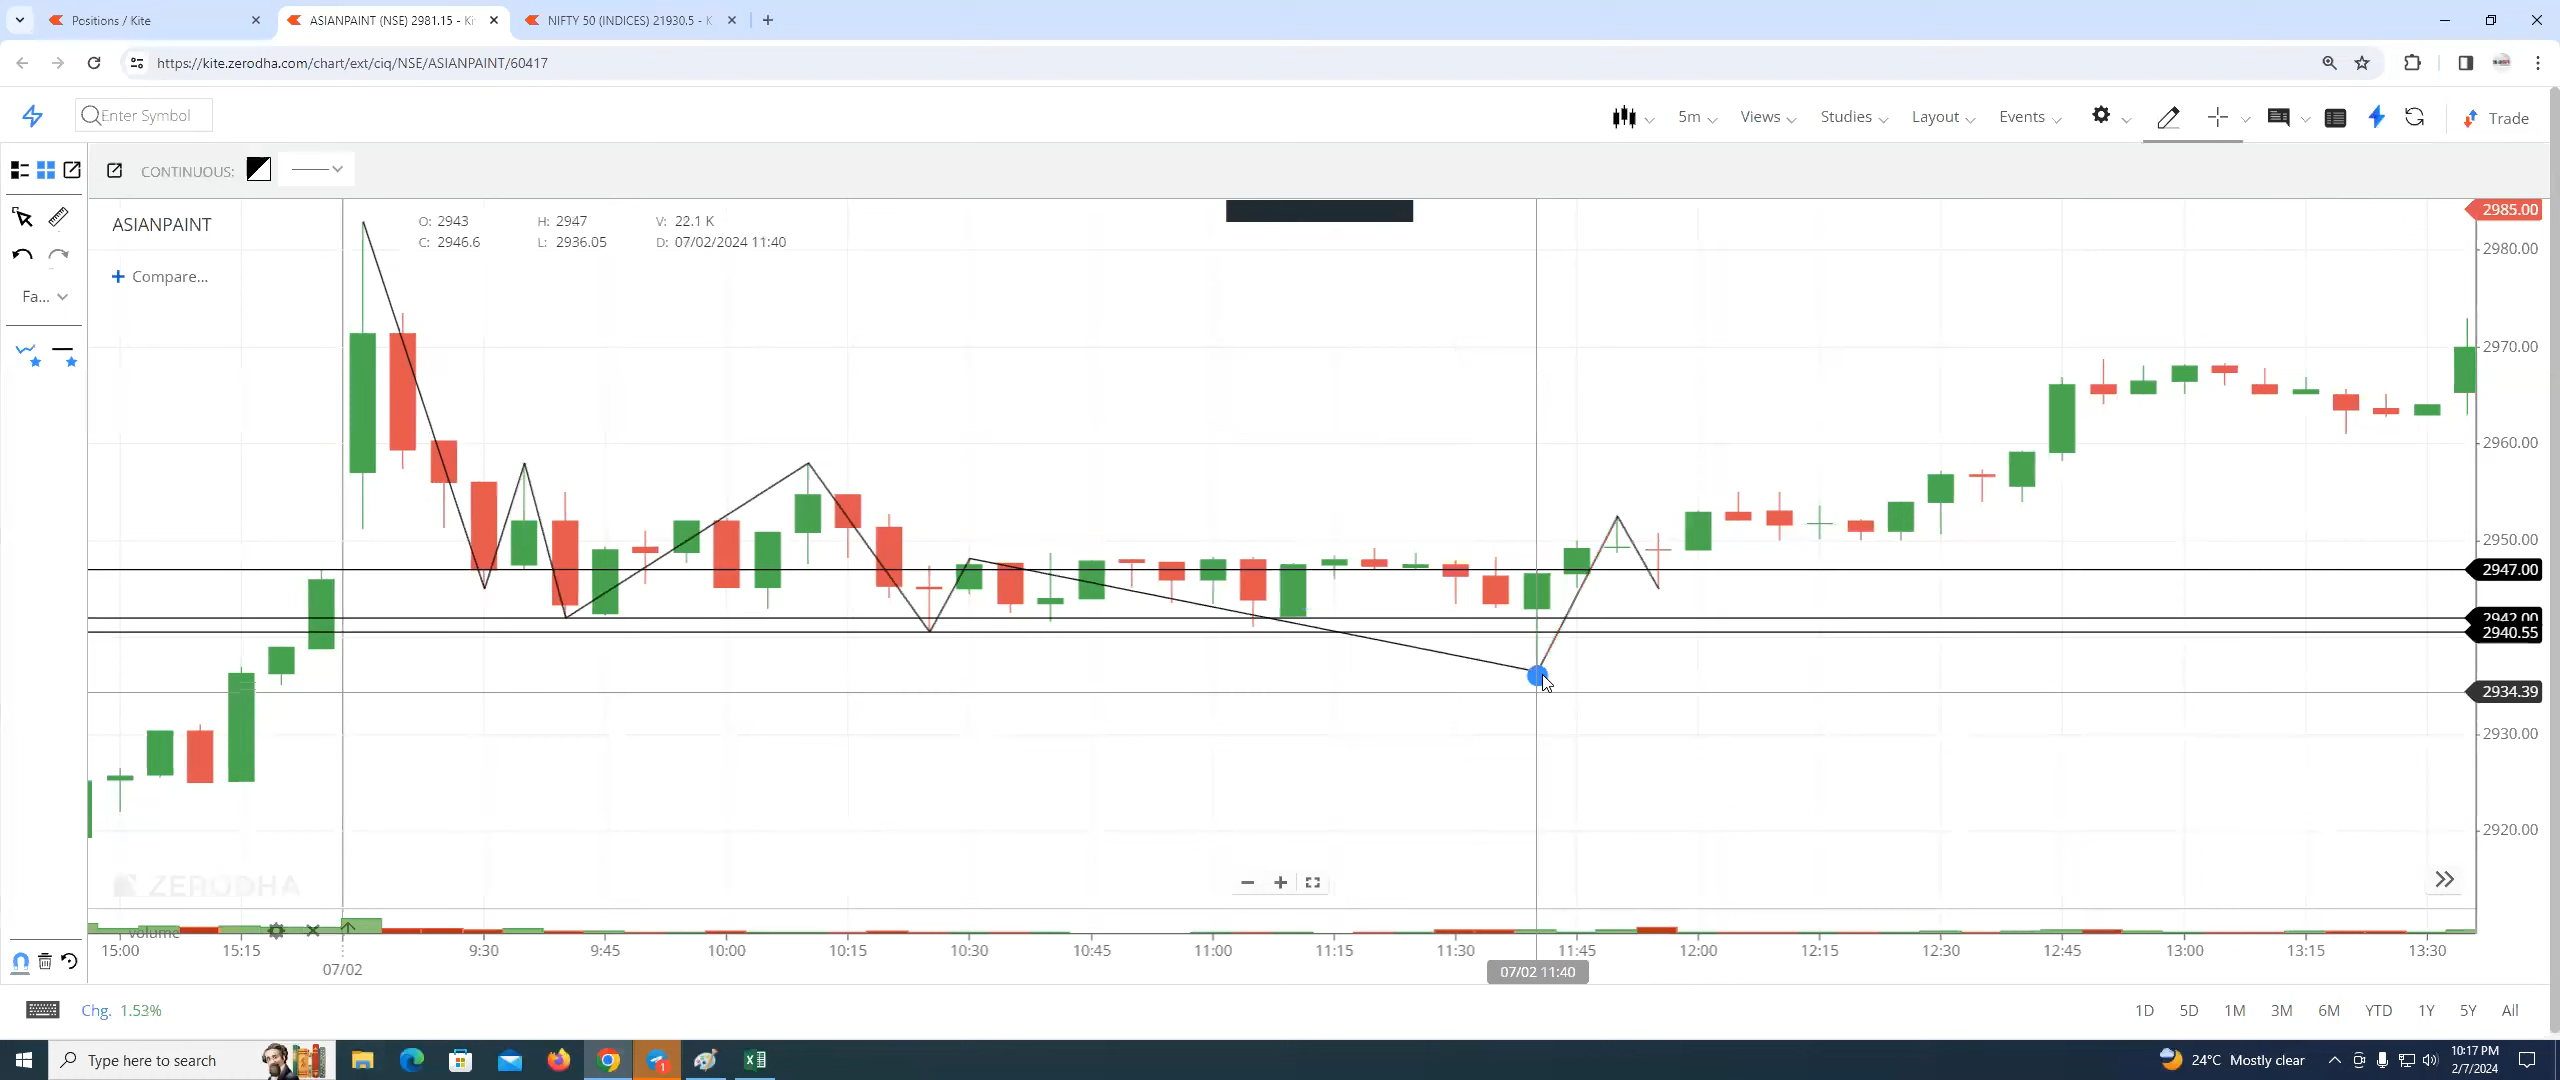 Positions / Kite
ASIANPAINT (NSE) 2981.15 - Ki
NIFTY 50 (INDICES) 21930.5 - K
https://kite.zerodha.com/chart/ext/ciq/NSE/ASIANPAINT/60417
Enter Symbol
5m
Views
Studies
Layout
Events
Trade
CONTINUOUS:
ASIANPAINT
O: 2943 H: 2947 V: 22.1 K
C: 2946.6 L: 2936.05 D: 07/02/2024 11:40
+ Compare...
Fa...
2985.00
2980.00
2970.00
2960.00
2950.00
2947.00
2942.00
2940.55
2934.39
2930.00
2920.00
ZERODHA
volume
15:00 15:15 9:30 9:45 10:00 10:15 10:30 10:45 11:00 11:15 11:30 11:45 12:00 12:15 12:30 12:45 13:00 13:15 13:30
07/02
07/02 11:40
Chg. 1.53%
1D 5D 1M 3M 6M YTD 1Y 5Y All
Type here to search
1
24°C Mostly clear
10:17 PM
2/7/2024